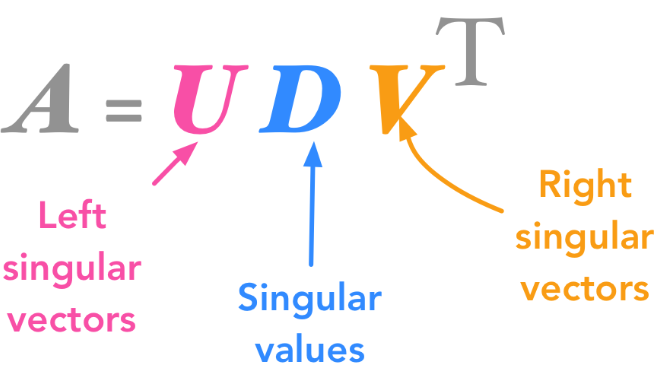 A = U D V^T
Left
singular
vectors
Singular
values
Right
singular
vectors